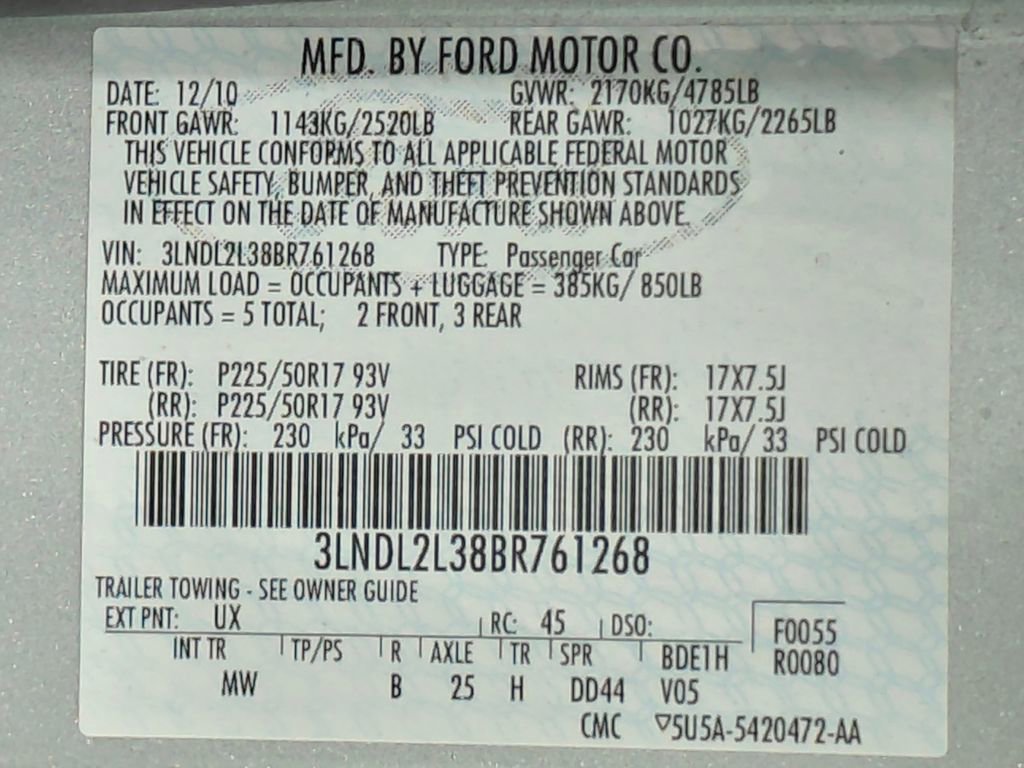 MFD. BY FORD MOTOR CO.
DATE: 12/10 GVWR: 2170KG/4785LB
FRONT GAWR: 1143KG/2520LB REAR GAWR: 1027KG/2265LB
THIS VEHICLE CONFORMS TO ALL APPLICABLE FEDERAL MOTOR
VEHICLE SAFETY, BUMPER, AND THEFT PREVENTION STANDARDS
IN EFFECT ON THE DATE OF MANUFACTURE SHOWN ABOVE.
VIN: 3LNDL2L38BR761268 TYPE: Passenger Car
MAXIMUM LOAD = OCCUPANTS + LUGGAGE = 385KG/ 850LB
OCCUPANTS = 5 TOTAL; 2 FRONT, 3 REAR
TIRE (FR): P225/50R17 93V RIMS (FR): 17X7.5J
(RR): P225/50R17 93V (RR): 17X7.5J
PRESSURE (FR): 230 kPa/ 33 PSI COLD (RR): 230 kPa/ 33 PSI COLD
3LNDL2L38BR761268
TRAILER TOWING - SEE OWNER GUIDE
EXT PNT: UX RC: 45 DSO: F0055
INT TR TP/PS R AXLE TR SPR BDE1H R0080
MW B 25 H DD44 V05
CMC ▽5U5A-5420472-AA